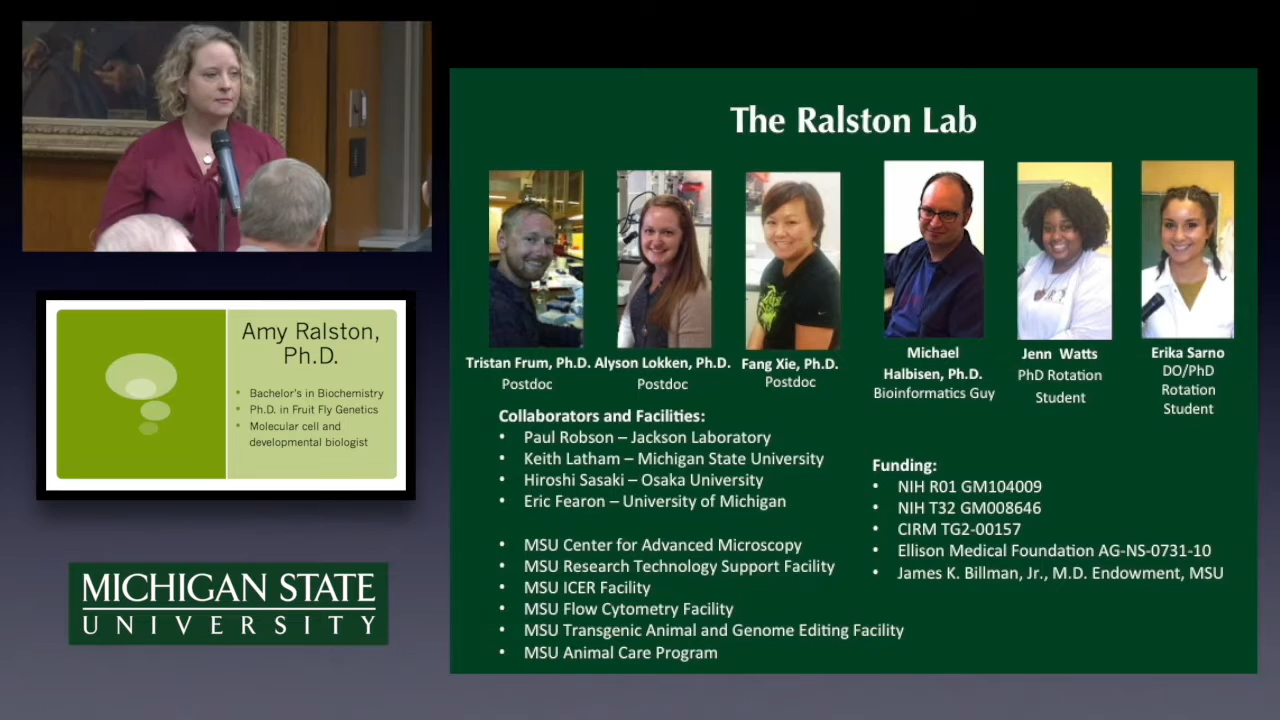 Amy Ralston,
Ph.D.
• Bachelor's in Biochemistry
• Ph.D. in Fruit Fly Genetics
• Molecular cell and
developmental biologist
MICHIGAN STATE
UNIVERSITY
The Ralston Lab
Tristan Frum, Ph.D.
Postdoc
Alyson Lokken, Ph.D.
Postdoc
Fang Xie, Ph.D.
Postdoc
Michael
Halbisen, Ph.D.
Bioinformatics Guy
Jenn Watts
PhD Rotation
Student
Erika Sarno
DO/PhD
Rotation
Student
Collaborators and Facilities:
• Paul Robson – Jackson Laboratory
• Keith Latham – Michigan State University
• Hiroshi Sasaki – Osaka University
• Eric Fearon – University of Michigan
• MSU Center for Advanced Microscopy
• MSU Research Technology Support Facility
• MSU ICER Facility
• MSU Flow Cytometry Facility
• MSU Transgenic Animal and Genome Editing Facility
• MSU Animal Care Program
Funding:
• NIH R01 GM104009
• NIH T32 GM008646
• CIRM TG2-00157
• Ellison Medical Foundation AG-NS-0731-10
• James K. Billman, Jr., M.D. Endowment, MSU